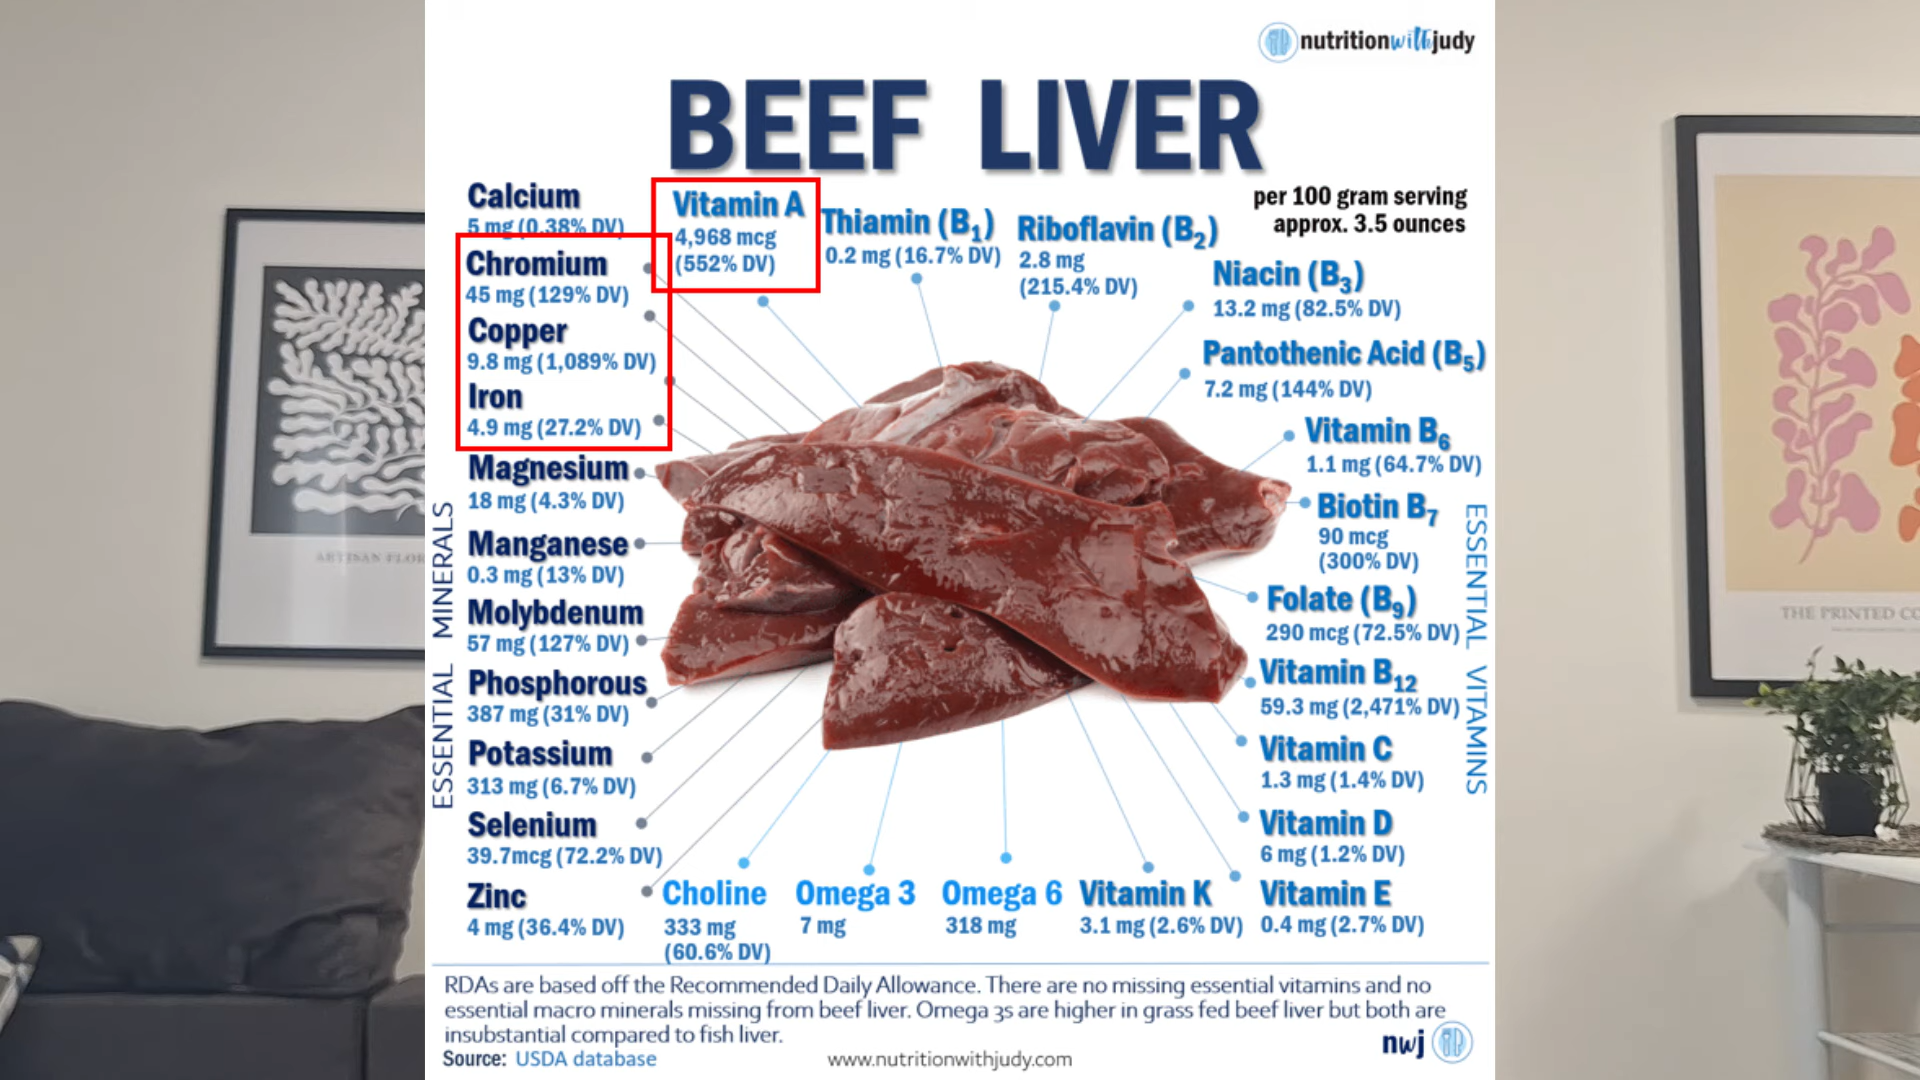 nutritionwithjudy
BEEF LIVER
per 100 gram serving
approx. 3.5 ounces
Calcium
5 mg (0.38% DV)
Chromium
45 mg (129% DV)
Copper
9.8 mg (1,089% DV)
Iron
4.9 mg (27.2% DV)
Magnesium
18 mg (4.3% DV)
Manganese
0.3 mg (13% DV)
Molybdenum
57 mg (127% DV)
Phosphorous
387 mg (31% DV)
Potassium
313 mg (6.7% DV)
Selenium
39.7mcg (72.2% DV)
Zinc
4 mg (36.4% DV)
ESSENTIAL MINERALS
Vitamin A
4,968 mcg
(552% DV)
Thiamin (B1)
0.2 mg (16.7% DV)
Riboflavin (B2)
2.8 mg
(215.4% DV)
Niacin (B3)
13.2 mg (82.5% DV)
Pantothenic Acid (B5)
7.2 mg (144% DV)
Vitamin B6
1.1 mg (64.7% DV)
Biotin B7
90 mcg
(300% DV)
Folate (B9)
290 mcg (72.5% DV)
Vitamin B12
59.3 mg (2,471% DV)
Vitamin C
1.3 mg (1.4% DV)
Vitamin D
6 mg (1.2% DV)
Vitamin E
0.4 mg (2.7% DV)
ESSENTIAL VITAMINS
Choline
333 mg
(60.6% DV)
Omega 3
7 mg
Omega 6
318 mg
Vitamin K
3.1 mg (2.6% DV)
RDAs are based off the Recommended Daily Allowance. There are no missing essential vitamins and no
essential macro minerals missing from beef liver. Omega 3s are higher in grass fed beef liver but both are
insubstantial compared to fish liver.
Source: USDA database
www.nutritionwithjudy.com
nwj
ARTISAN FLOR
THE PRINTED CO